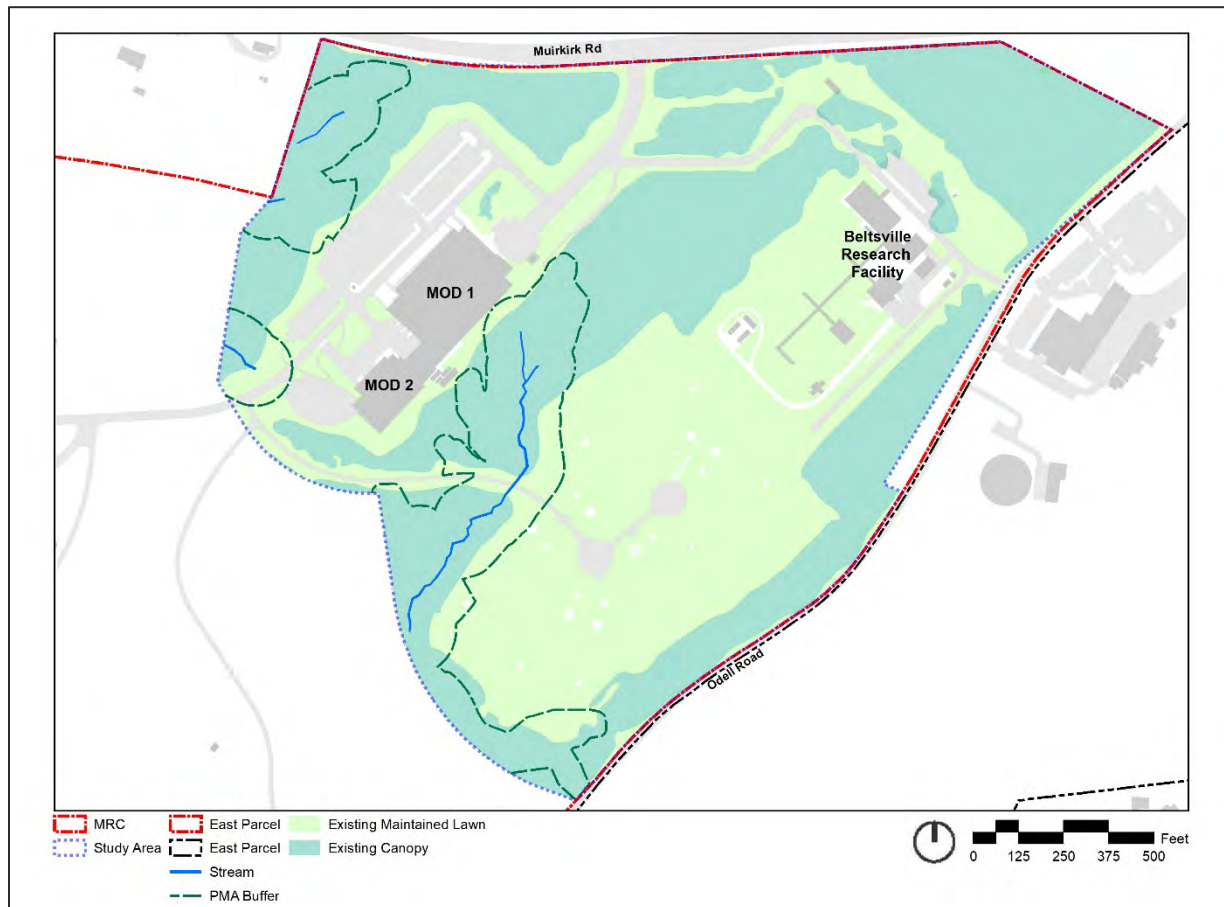 Muirkirk Rd
MOD 1
MOD 2
Beltsville
Research
Facility
Odell Road
MRC
Study Area
East Parcel
East Parcel
Stream
PMA Buffer
Existing Maintained Lawn
Existing Canopy
Feet
0 125 250 375 500